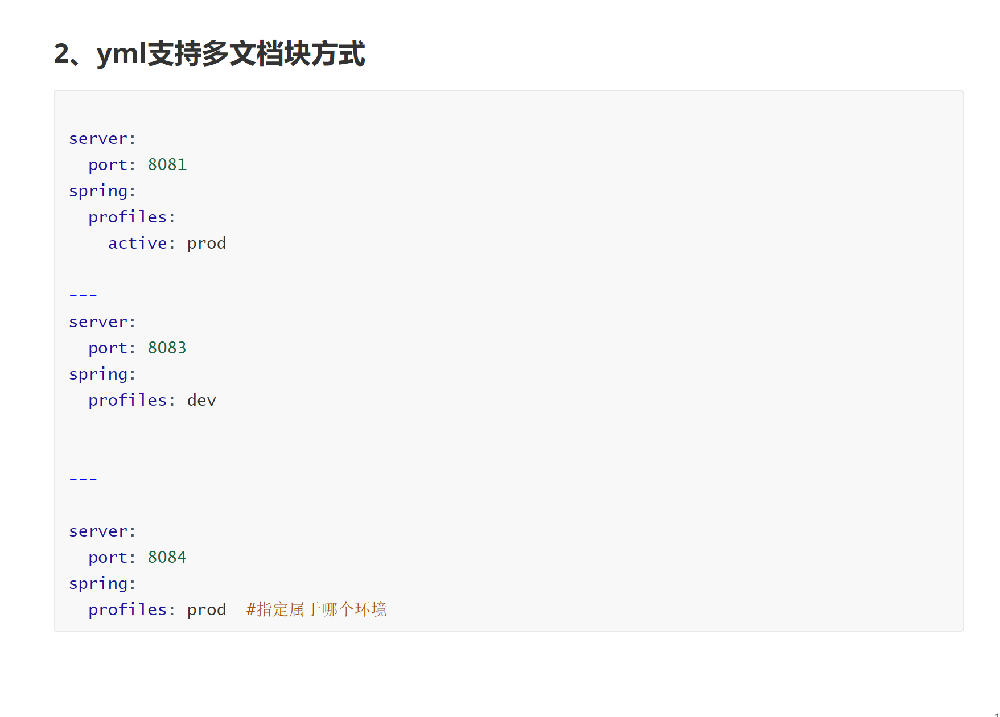 2、yml支持多文档块方式
server:
  port: 8081
spring:
  profiles:
    active: prod
---
server:
  port: 8083
spring:
  profiles: dev
---
server:
  port: 8084
spring:
  profiles: prod  #指定属于哪个环境